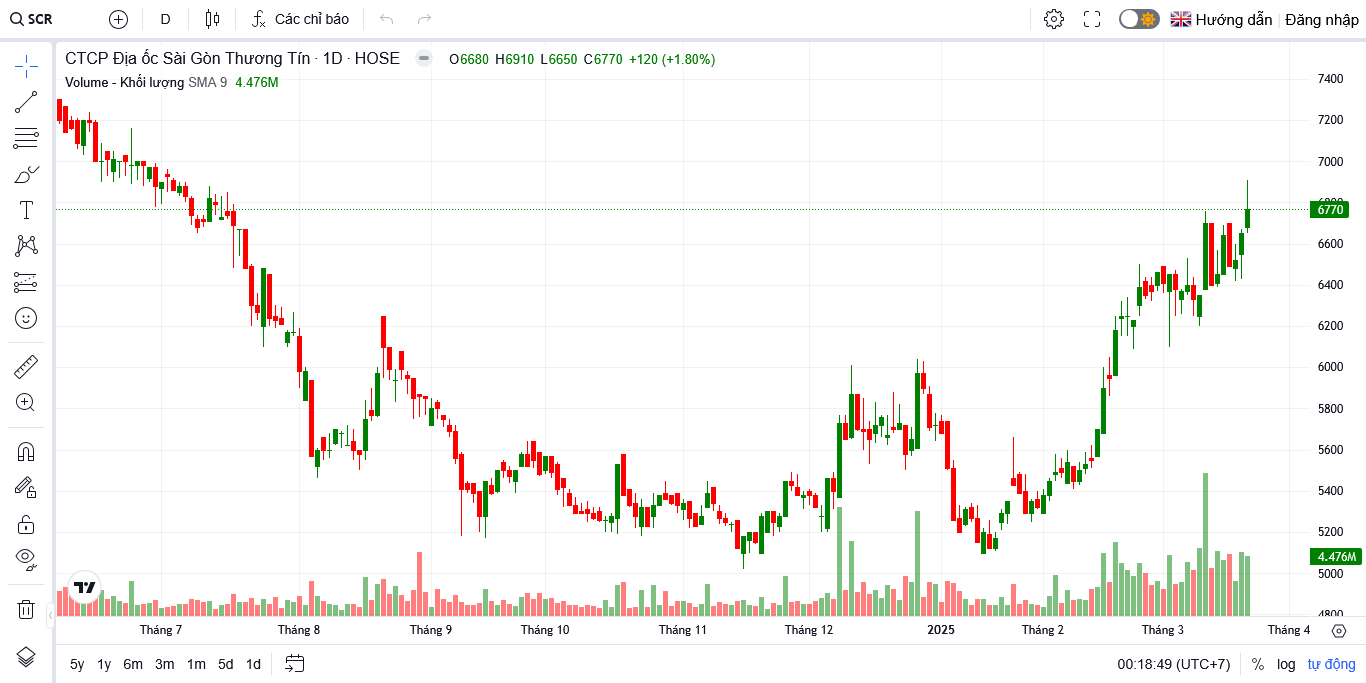 SCR D Các chỉ báo Hướng dẫn Đăng nhập
CTCP Địa ốc Sài Gòn Thương Tín · 1D · HOSE O6680 H6910 L6650 C6770 +120 (+1.80%)
Volume - Khối lượng SMA 9 4.476M
7400
7200
7000
6800
6770
6600
6400
6200
6000
5800
5600
5400
5200
4.476M
5000
4800
Tháng 7 Tháng 8 Tháng 9 Tháng 10 Tháng 11 Tháng 12 2025 Tháng 2 Tháng 3 Tháng 4
5y 1y 6m 3m 1m 5d 1d 00:18:49 (UTC+7) % log tự động